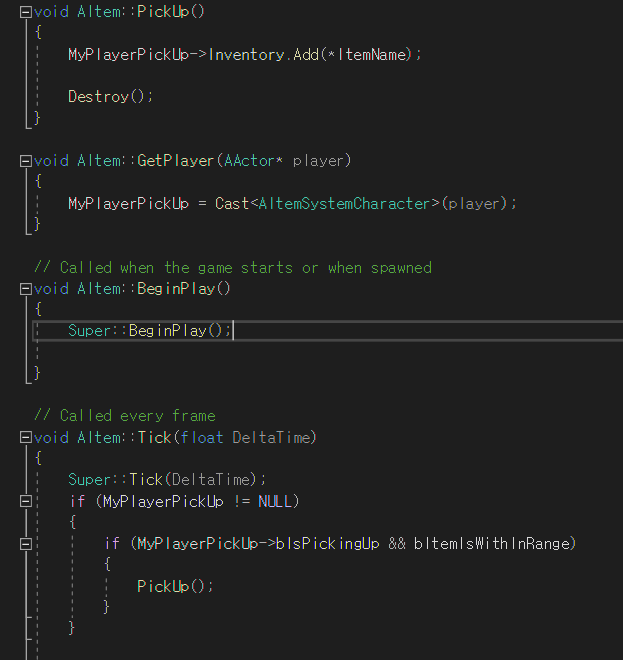 void AItem::PickUp()
{
MyPlayerPickUp->Inventory.Add(*ItemName);
Destroy();
}
void AItem::GetPlayer(AActor* player)
{
MyPlayerPickUp = Cast<AItemSystemCharacter>(player);
}
// Called when the game starts or when spawned
void AItem::BeginPlay()
{
Super::BeginPlay();
}
// Called every frame
void AItem::Tick(float DeltaTime)
{
Super::Tick(DeltaTime);
if (MyPlayerPickUp != NULL)
{
if (MyPlayerPickUp->bIsPickingUp && bItemIsWithInRange)
{
PickUp();
}
}